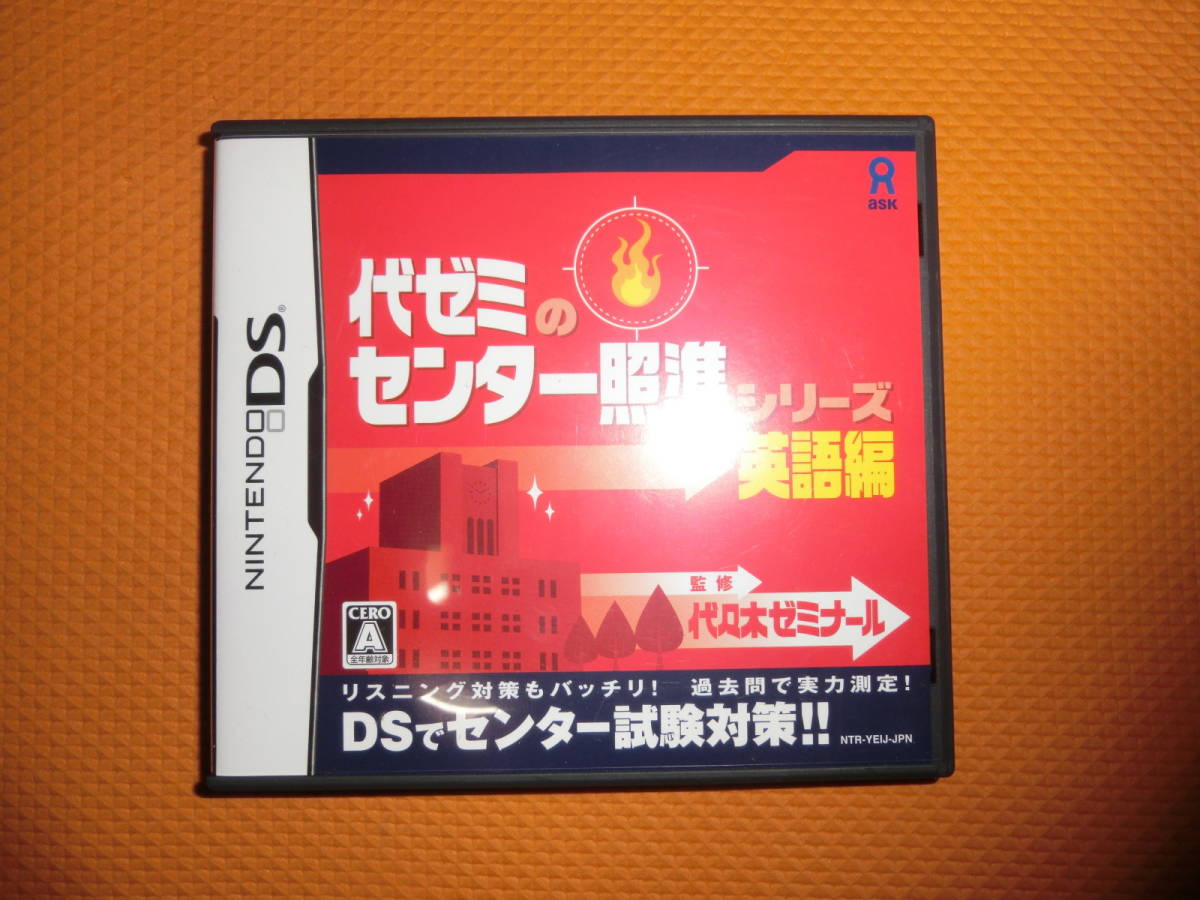 NINTENDO DS®
ask
代ゼミの
センター照準
シリーズ
英語編
監修
代々木ゼミナール
CERO
A
全年齢対象
リスニング対策もバッチリ! 過去問で実力測定!
DSでセンター試験対策!!
NTR-YEIJ-JPN